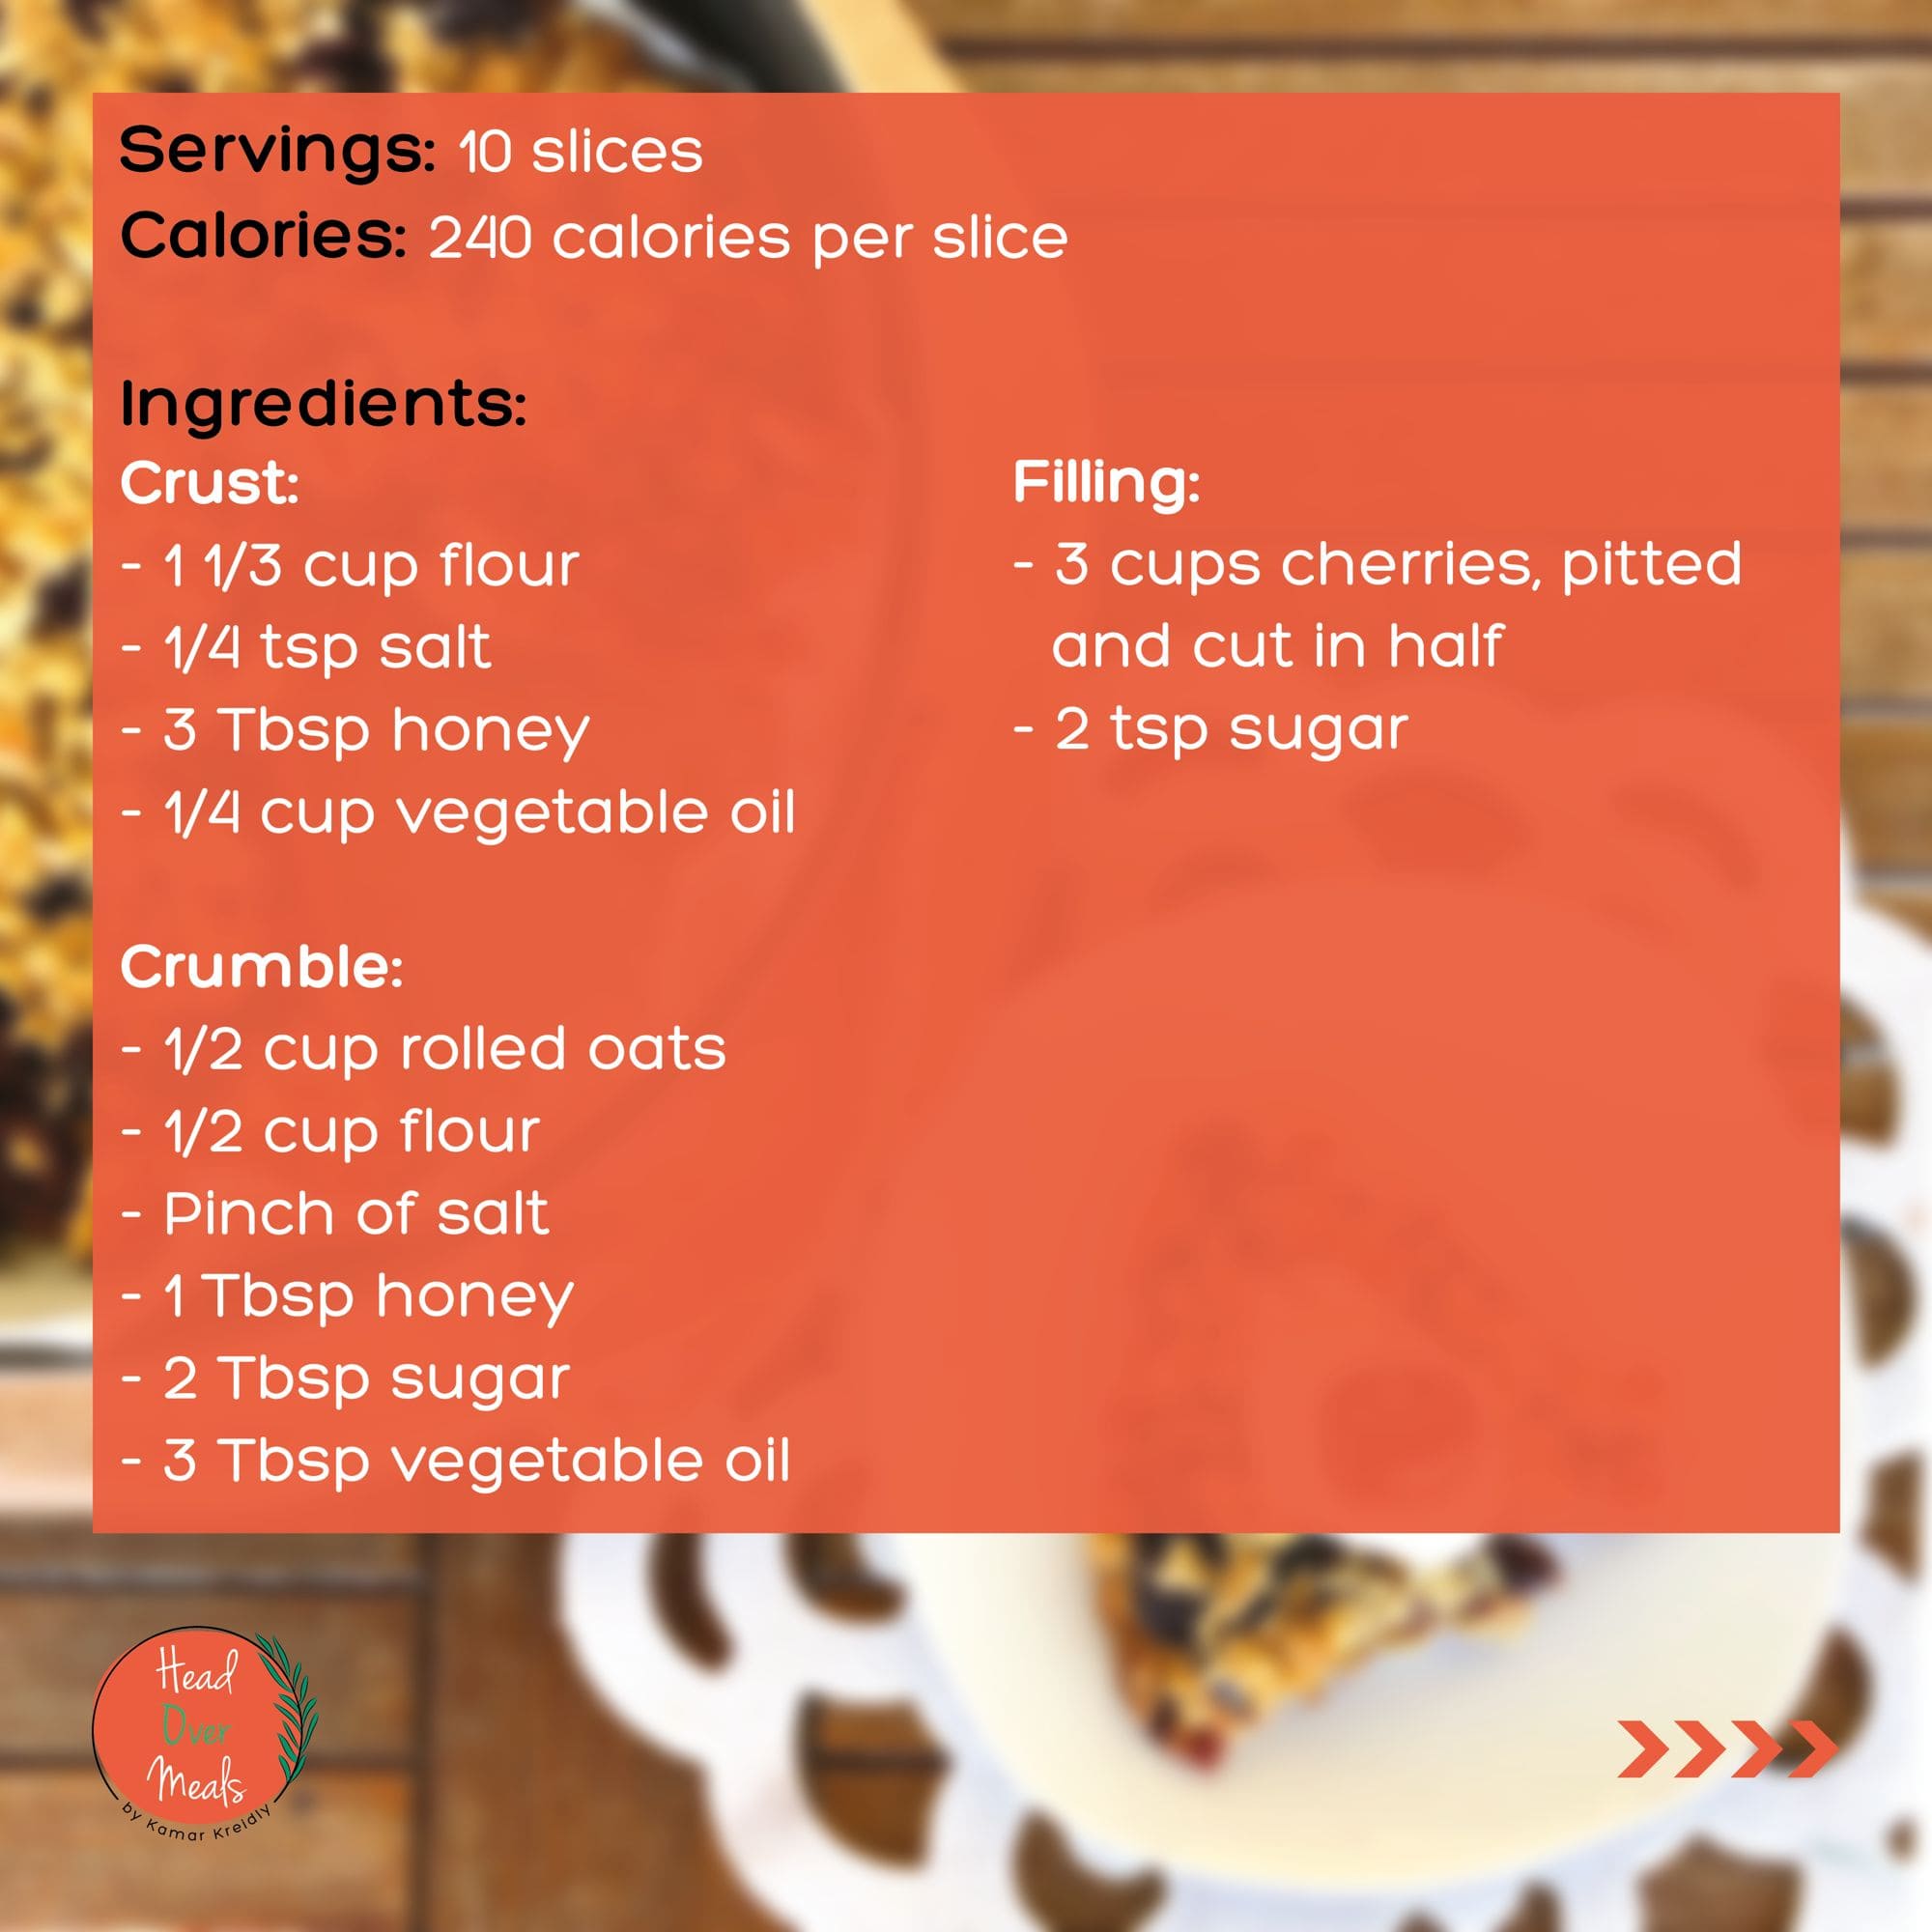 Servings: 10 slices
Calories: 240 calories per slice
Ingredients:
Crust:
- 1 1/3 cup flour
- 1/4 tsp salt
- 3 Tbsp honey
- 1/4 cup vegetable oil
Crumble:
- 1/2 cup rolled oats
- 1/2 cup flour
- Pinch of salt
- 1 Tbsp honey
- 2 Tbsp sugar
- 3 Tbsp vegetable oil
Filling:
- 3 cups cherries, pitted
and cut in half
- 2 tsp sugar
Head
Over
Meals
by Kamar Kreidly